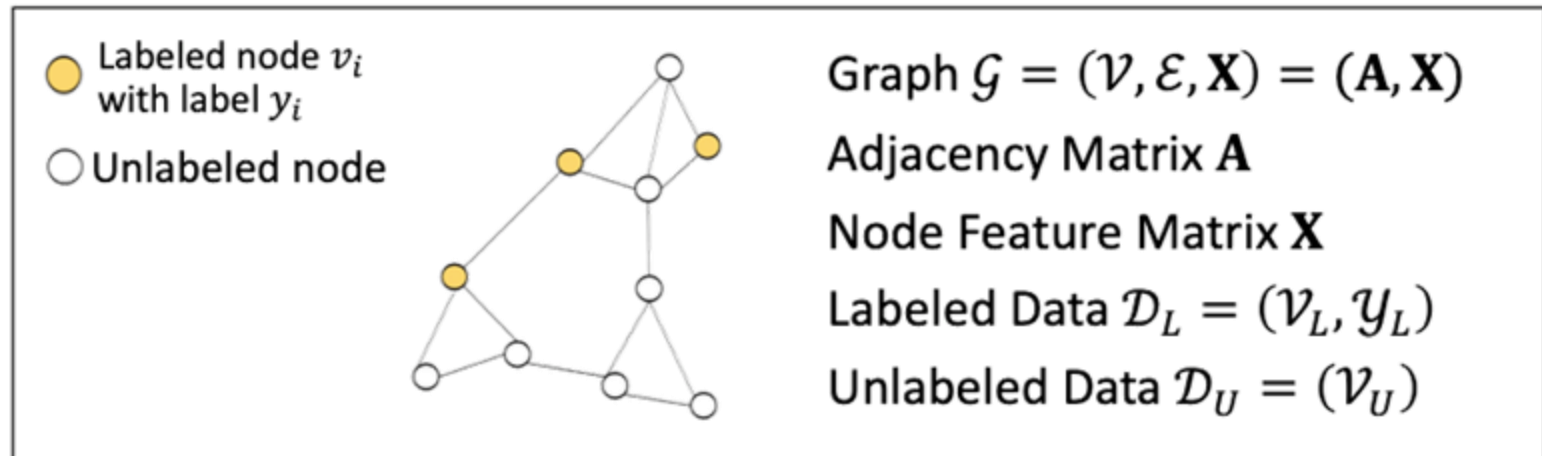 Labeled node 𝑣ᵢ
with label 𝑦ᵢ
Unlabeled node
Graph 𝒢 = (𝒱, ℰ, 𝐗) = (𝐀, 𝐗)
Adjacency Matrix 𝐀
Node Feature Matrix 𝐗
Labeled Data 𝒟_L = (𝒱_L, 𝒴_L)
Unlabeled Data 𝒟_U = (𝒱_U)